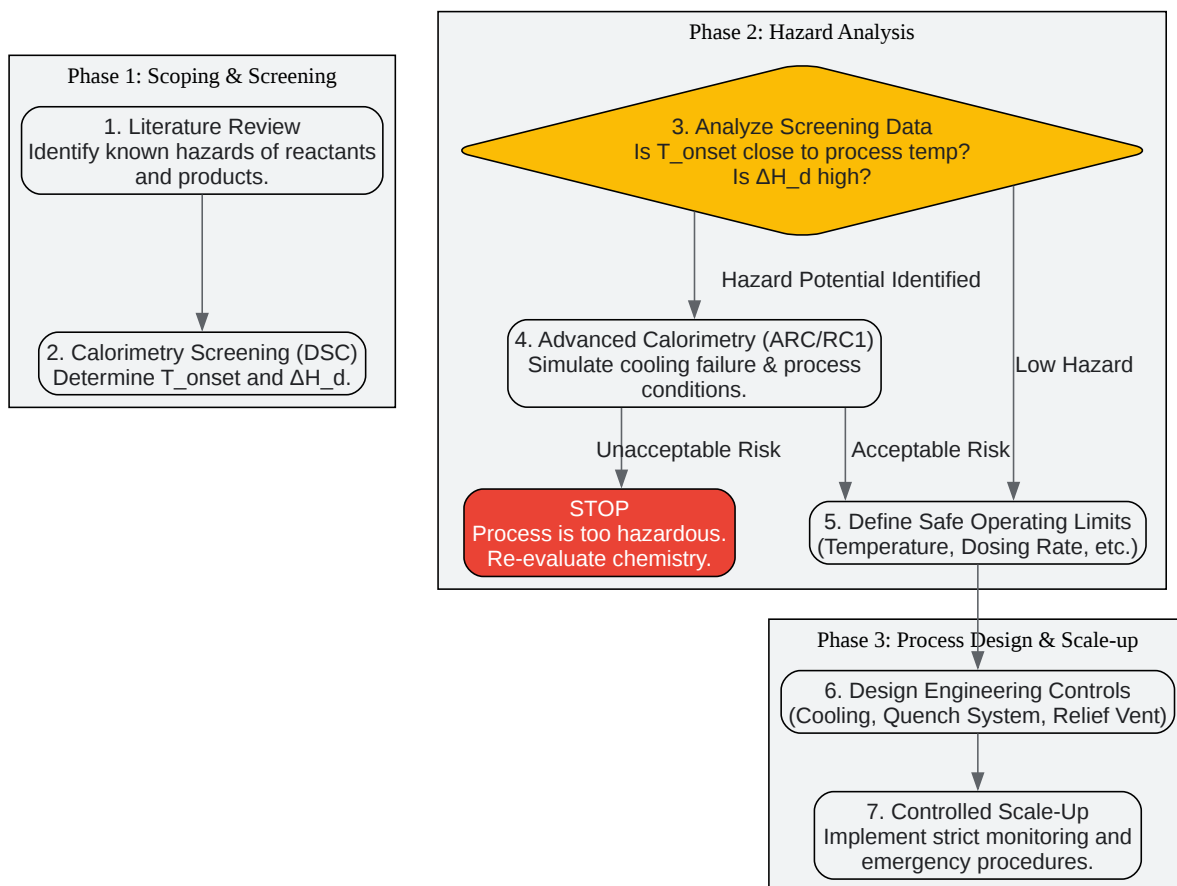 Phase 1: Scoping & Screening
1. Literature Review
Identify known hazards of reactants
and products.
2. Calorimetry Screening (DSC)
Determine T_onset and ΔH_d.
Phase 2: Hazard Analysis
3. Analyze Screening Data
Is T_onset close to process temp?
Is ΔH_d high?
Hazard Potential Identified
4. Advanced Calorimetry (ARC/RC1)
Simulate cooling failure & process
conditions.
Low Hazard
Unacceptable Risk
Acceptable Risk
STOP
Process is too hazardous.
Re-evaluate chemistry.
5. Define Safe Operating Limits
(Temperature, Dosing Rate, etc.)
Phase 3: Process Design & Scale-up
6. Design Engineering Controls
(Cooling, Quench System, Relief Vent)
7. Controlled Scale-Up
Implement strict monitoring and
emergency procedures.